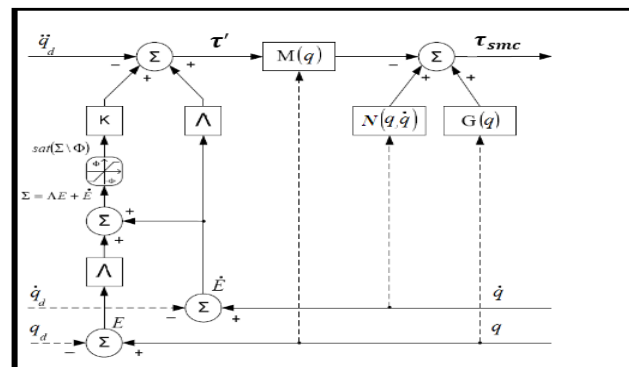 q̈_d − Σ τ′ M(q) − Σ τ_smc
+ + + +
K Λ N(q,q̇) G(q)
sat(Σ\Φ) Φ Φ
Σ = ΛE + Ė
Σ +
+
Λ
q̇_d Ė q̇
− Σ +
q_d E q
− Σ +